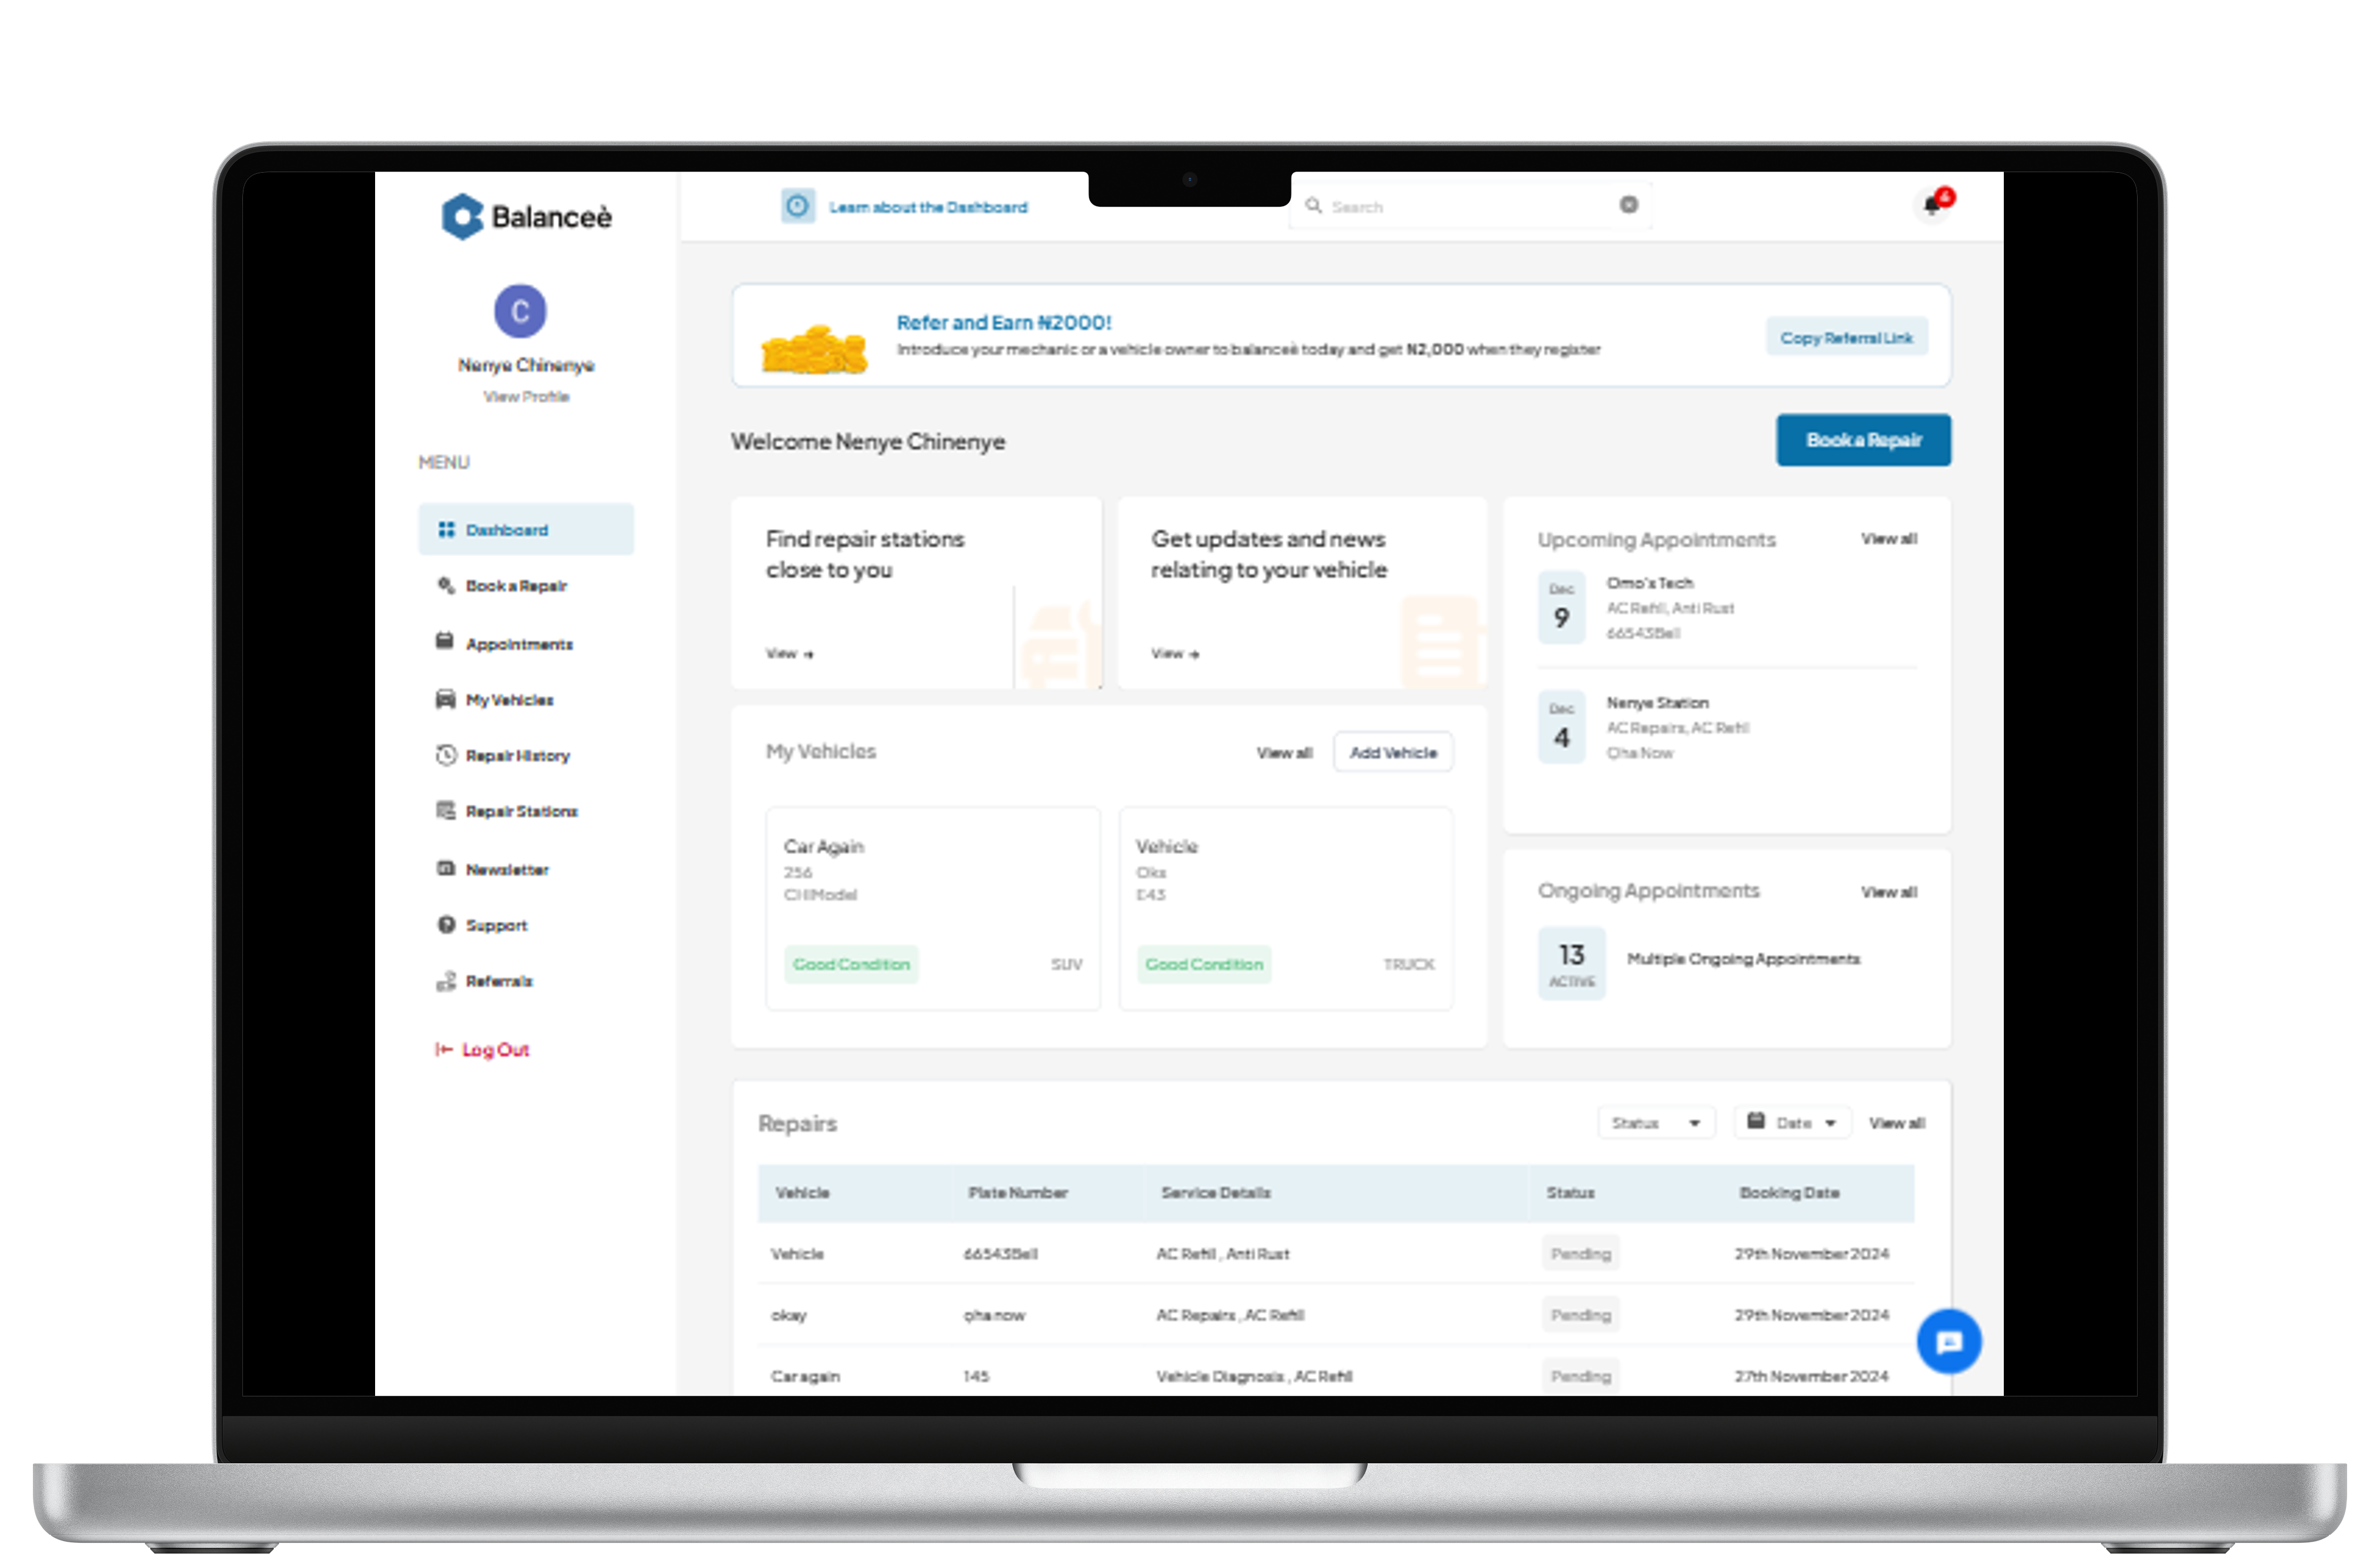 Balanceè
Learn about the Dashboard
Search
4
C
Nenye Chinenye
View Profile
MENU
Dashboard
Book a Repair
Appointments
My Vehicles
Repair History
Repair Stations
Newsletter
Support
Referrals
Log Out
Refer and Earn ₦2000!
Introduce your mechanic or a vehicle owner to balanceè today and get ₦2,000 when they register
Copy Referral Link
Welcome Nenye Chinenye
Book a Repair
Find repair stations
close to you
View →
Get updates and news
relating to your vehicle
View →
Upcoming Appointments
View all
Dec
9
Omo's Tech
AC Refill, Anti Rust
Dec
4
Nenye Station
AC Repairs, AC Refill
Qha Now
My Vehicles
View all
Add Vehicle
Car Again
256
CHIModel
Good Condition
SUV
Vehicle
Oks
E43
Good Condition
TRUCK
Ongoing Appointments
View all
13
ACTIVE
Multiple Ongoing Appointments
Repairs
Status
Date
View all
Vehicle Plate Number Service Details Status Booking Date
Vehicle AC Refill , Anti Rust Pending 29th November 2024
okay qha now AC Repairs , AC Refill Pending 29th November 2024
Car again 145 Vehicle Diagnosis , AC Refill Pending 27th November 2024